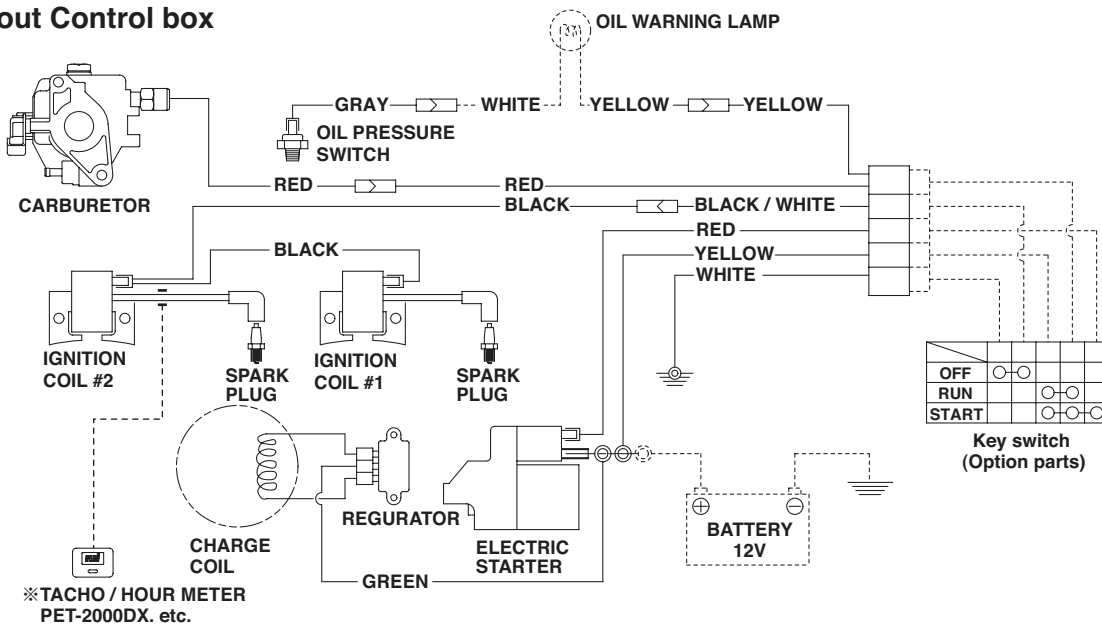 out Control box
OIL WARNING LAMP
GRAY
WHITE
YELLOW
YELLOW
OIL PRESSURE
SWITCH
CARBURETOR
RED
RED
BLACK
BLACK / WHITE
RED
YELLOW
WHITE
BLACK
IGNITION
COIL #2
SPARK
PLUG
IGNITION
COIL #1
SPARK
PLUG
OFF
RUN
START
Key switch
(Option parts)
REGURATOR
CHARGE
COIL
ELECTRIC
STARTER
BATTERY
12V
GREEN
※TACHO / HOUR METER
PET-2000DX. etc.